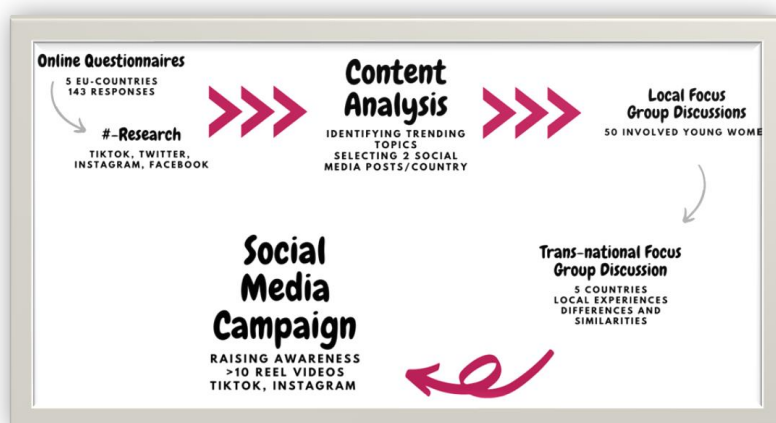 Online Questionnaires
5 EU-COUNTRIES
143 RESPONSES
#-Research
TIKTOK, TWITTER,
INSTAGRAM, FACEBOOK
Content
Analysis
IDENTIFYING TRENDING
TOPICS
SELECTING 2 SOCIAL
MEDIA POSTS/COUNTRY
Local Focus
Group Discussions
50 INVOLVED YOUNG WOME
Trans-national Focus
Group Discussion
5 COUNTRIES
LOCAL EXPERIENCES
DIFFERENCES AND
SIMILARITIES
Social
Media
Campaign
RAISING AWARENESS
>10 REEL VIDEOS
TIKTOK, INSTAGRAM